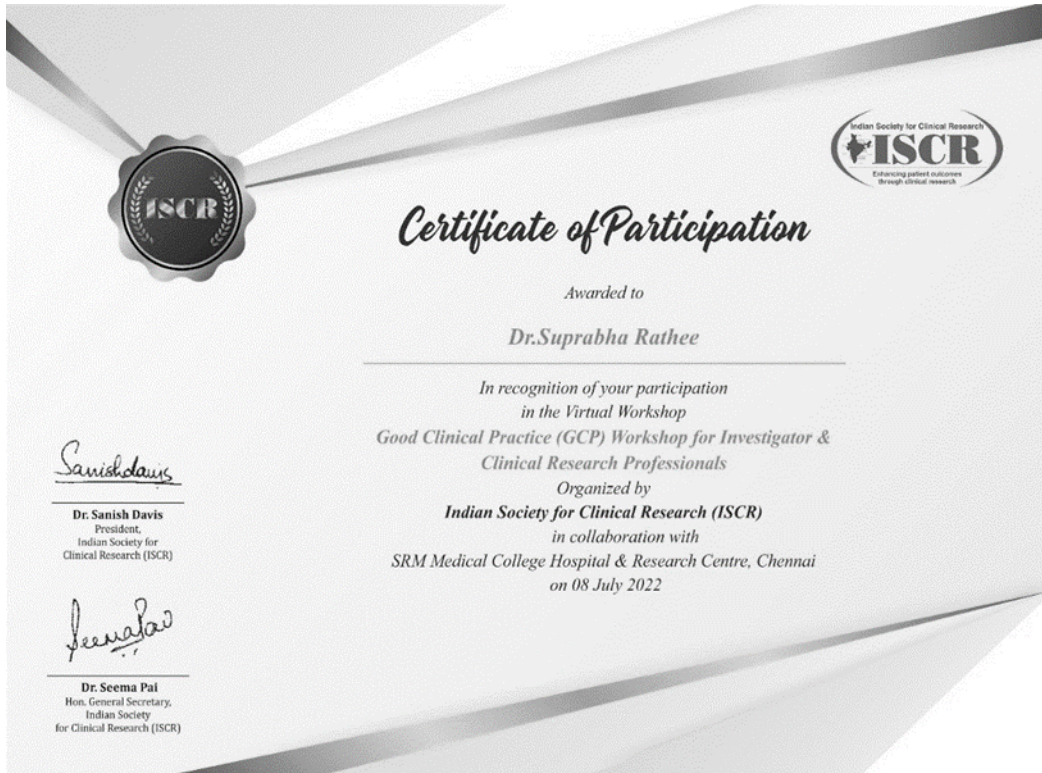 Indian Society for Clinical Research
ISCR
Enhancing patient outcomes
through clinical research
ISCR
Certificate of Participation
Awarded to
Dr.Suprabha Rathee
In recognition of your participation
in the Virtual Workshop
Good Clinical Practice (GCP) Workshop for Investigator &
Clinical Research Professionals
Organized by
Indian Society for Clinical Research (ISCR)
in collaboration with
SRM Medical College Hospital & Research Centre, Chennai
on 08 July 2022
Sanishdavis
Dr. Sanish Davis
President,
Indian Society for
Clinical Research (ISCR)
Seema Pai
Dr. Seema Pai
Hon. General Secretary,
Indian Society
for Clinical Research (ISCR)